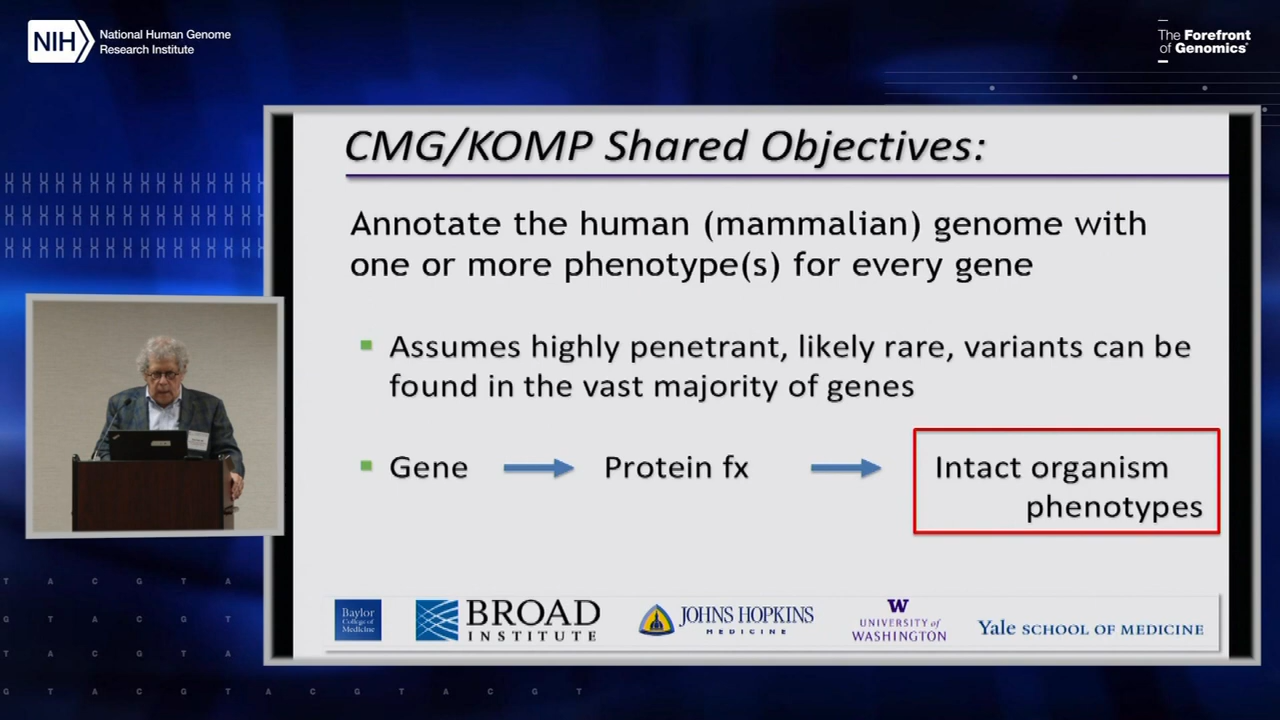 NIH
National Human Genome
Research Institute
The Forefront
of Genomics®
CMG/KOMP Shared Objectives:
Annotate the human (mammalian) genome with
one or more phenotype(s) for every gene
Assumes highly penetrant, likely rare, variants can be
found in the vast majority of genes
Gene
Protein fx
Intact organism
phenotypes
Baylor
College of
Medicine
BROAD
INSTITUTE
JOHNS HOPKINS
MEDICINE
W
UNIVERSITY of
WASHINGTON
Yale SCHOOL OF MEDICINE
T A C G T A
G T A C G T
T A C G T A
G T A C G T A C G T A C G T